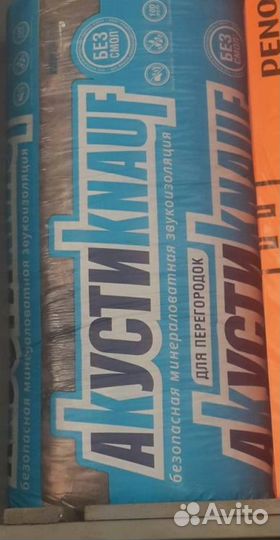 АКУСТИKNAUF
безопасная минераловатная звукоизоляция
БЕЗ
СМОЛ
АКУСТИKNAUF
ДЛЯ ПЕРЕГОРОДОК
безопасная минераловатная звукоизоляция
БЕЗ
СМОЛ
PENO
Avito